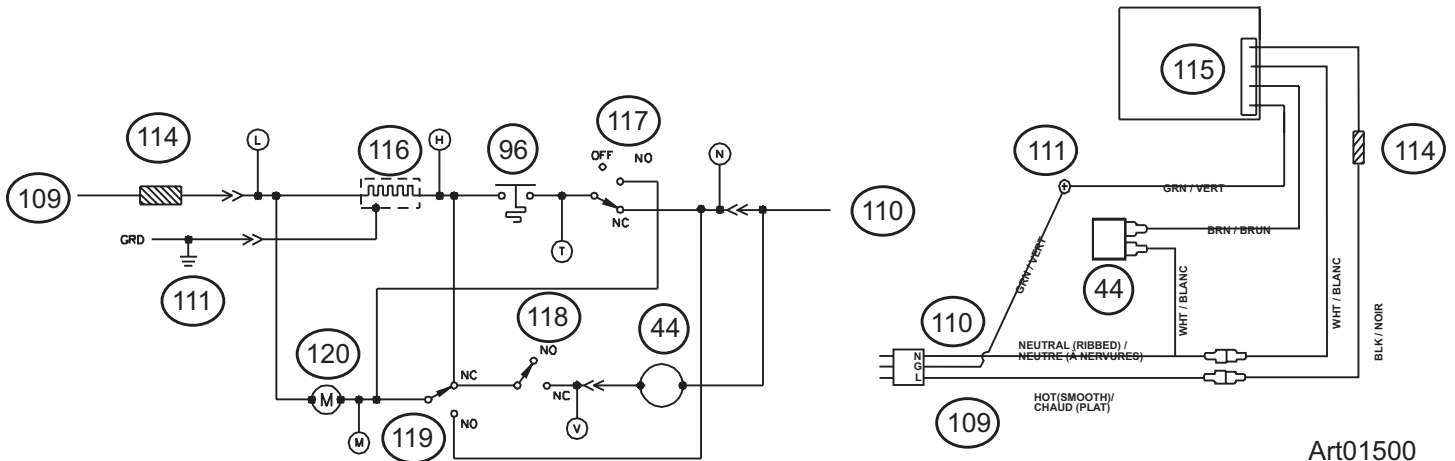 114
L
116
H
96
117
OFF
NO
N
109
NC
110
GRD
111
T
118
120
NO
44
NC
M
NC
M
119
NO
V
115
111
114
GRN / VERT
BRN / BRUN
GRN / VERT
44
WHT / BLANC
WHT / BLANC
BLK / NOIR
110
NEUTRAL (RIBBED) /
NEUTRE (À NERVURES)
N
G
L
HOT(SMOOTH)/
CHAUD (PLAT)
109
Art01500